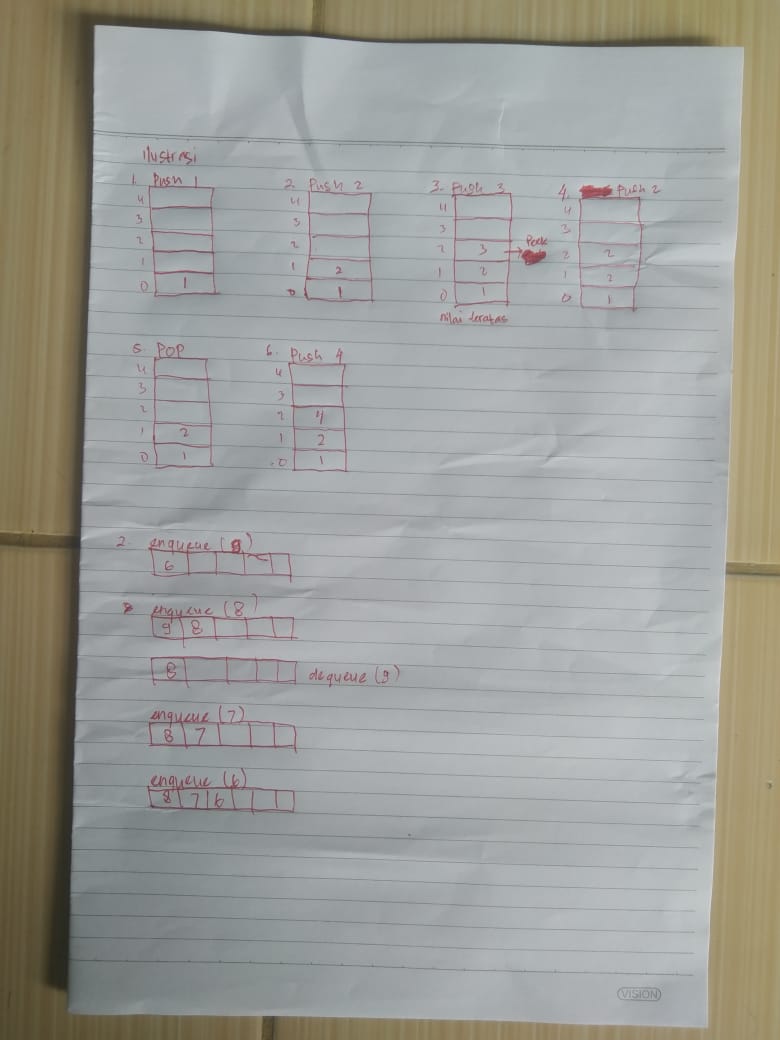 ilustrasi
1. Push 1
4
3
2
1
0 1
2. Push 2
4
3
2
1 2
0 1
3. Push 3
4
3
2 3 → Peek
1 2
0 1
nilai teratas
4. Push 2
4
3
2 2
1 2
0 1
5. POP
4
3
2
1 2
0 1
6. Push 4
4
3
2 4
1 2
0 1
2. enqueue (9)
6
enqueue (8)
9 8
8 dequeue (9)
enqueue (7)
8 7
enqueue (6)
8 7 6
VISION